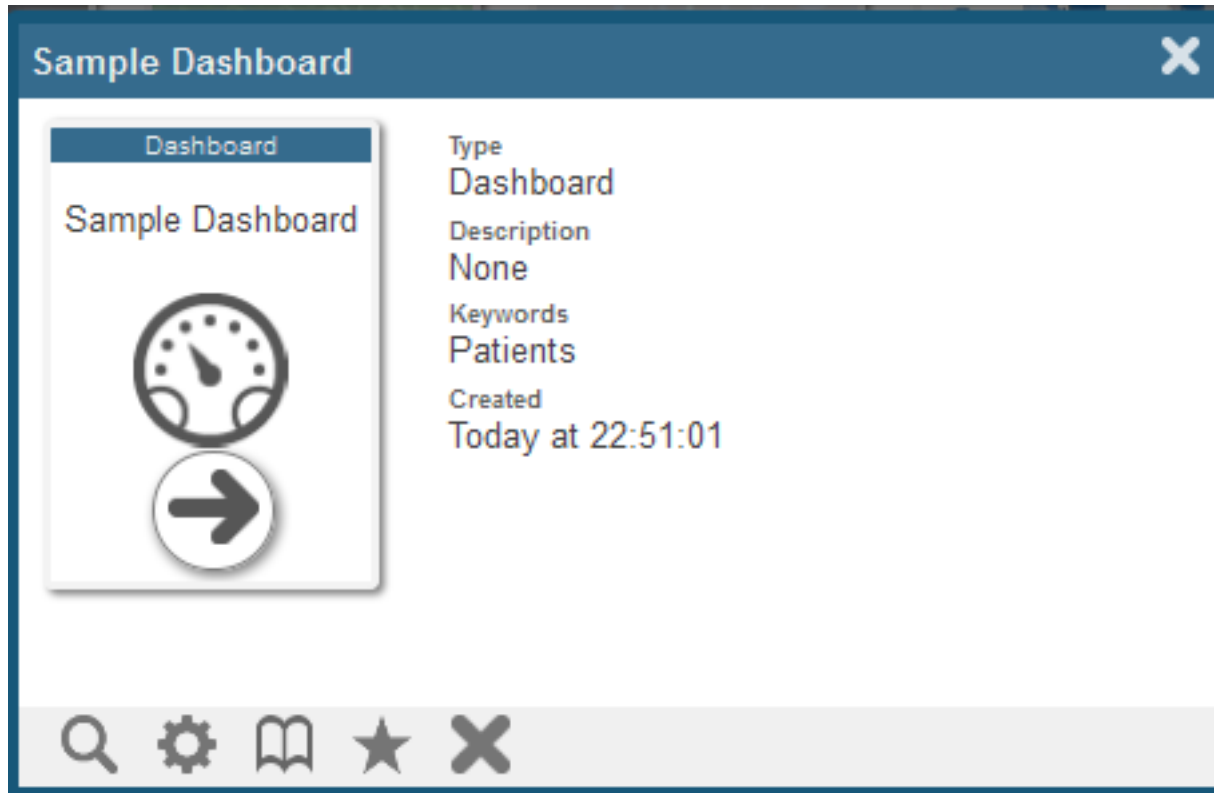 Sample Dashboard
Dashboard
Sample Dashboard
Type
Dashboard
Description
None
Keywords
Patients
Created
Today at 22:51:01